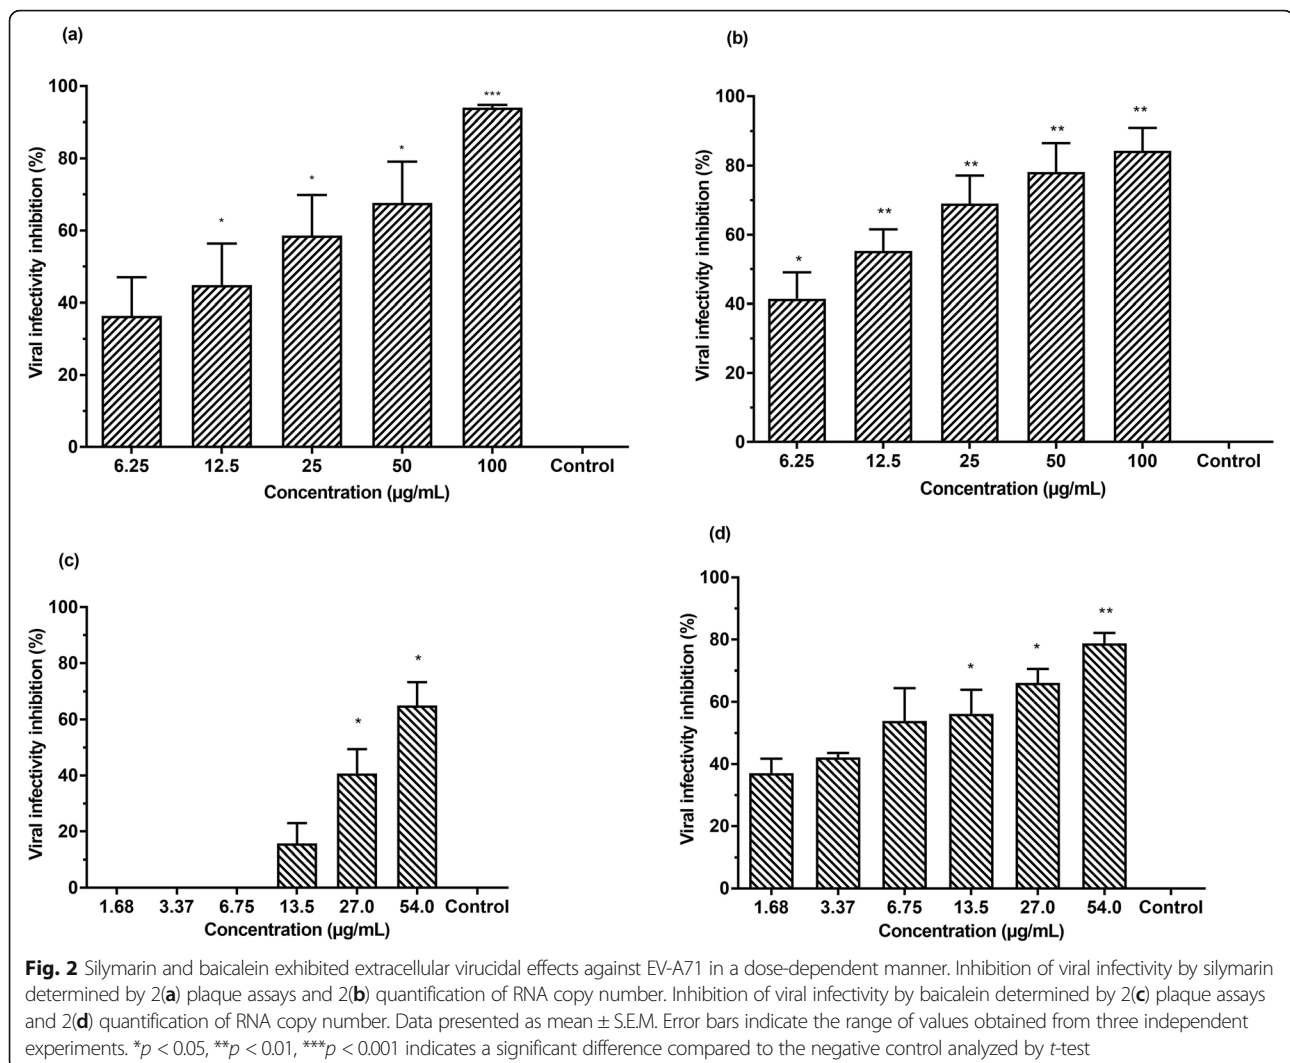 (a)
100
80
60
40
20
0
Viral infectivity inhibition (%)
*
*
*
***
6.25 12.5 25 50 100 Control
Concentration (µg/mL)
(b)
100
80
60
40
20
0
Viral infectivity inhibition (%)
*
**
**
**
**
6.25 12.5 25 50 100 Control
Concentration (µg/mL)
(c)
100
80
60
40
20
0
Viral infectivity inhibition (%)
*
*
1.68 3.37 6.75 13.5 27.0 54.0 Control
Concentration (µg/mL)
(d)
100
80
60
40
20
0
Viral infectivity inhibition (%)
*
*
**
1.68 3.37 6.75 13.5 27.0 54.0 Control
Concentration (µg/mL)
Fig. 2 Silymarin and baicalein exhibited extracellular virucidal effects against EV-A71 in a dose-dependent manner. Inhibition of viral infectivity by silymarin
determined by 2(a) plaque assays and 2(b) quantification of RNA copy number. Inhibition of viral infectivity by baicalein determined by 2(c) plaque assays
and 2(d) quantification of RNA copy number. Data presented as mean ± S.E.M. Error bars indicate the range of values obtained from three independent
experiments. *p < 0.05, **p < 0.01, ***p < 0.001 indicates a significant difference compared to the negative control analyzed by t-test